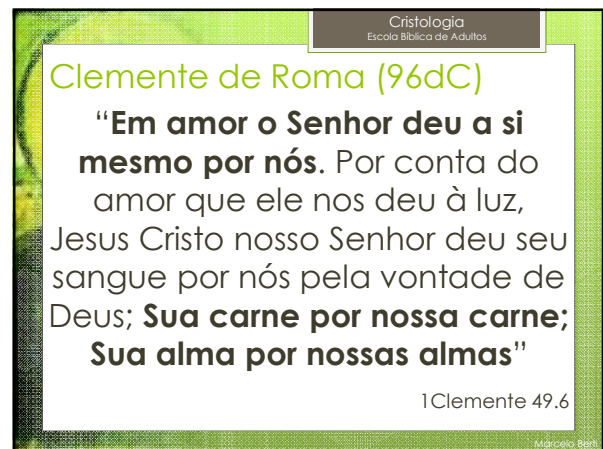 Cristologia
Escola Bíblica de Adultos
Clemente de Roma (96dC)
“Em amor o Senhor deu a si
mesmo por nós. Por conta do
amor que ele nos deu à luz,
Jesus Cristo nosso Senhor deu seu
sangue por nós pela vontade de
Deus; Sua carne por nossa carne;
Sua alma por nossas almas”
1Clemente 49.6
Marcelo Berti